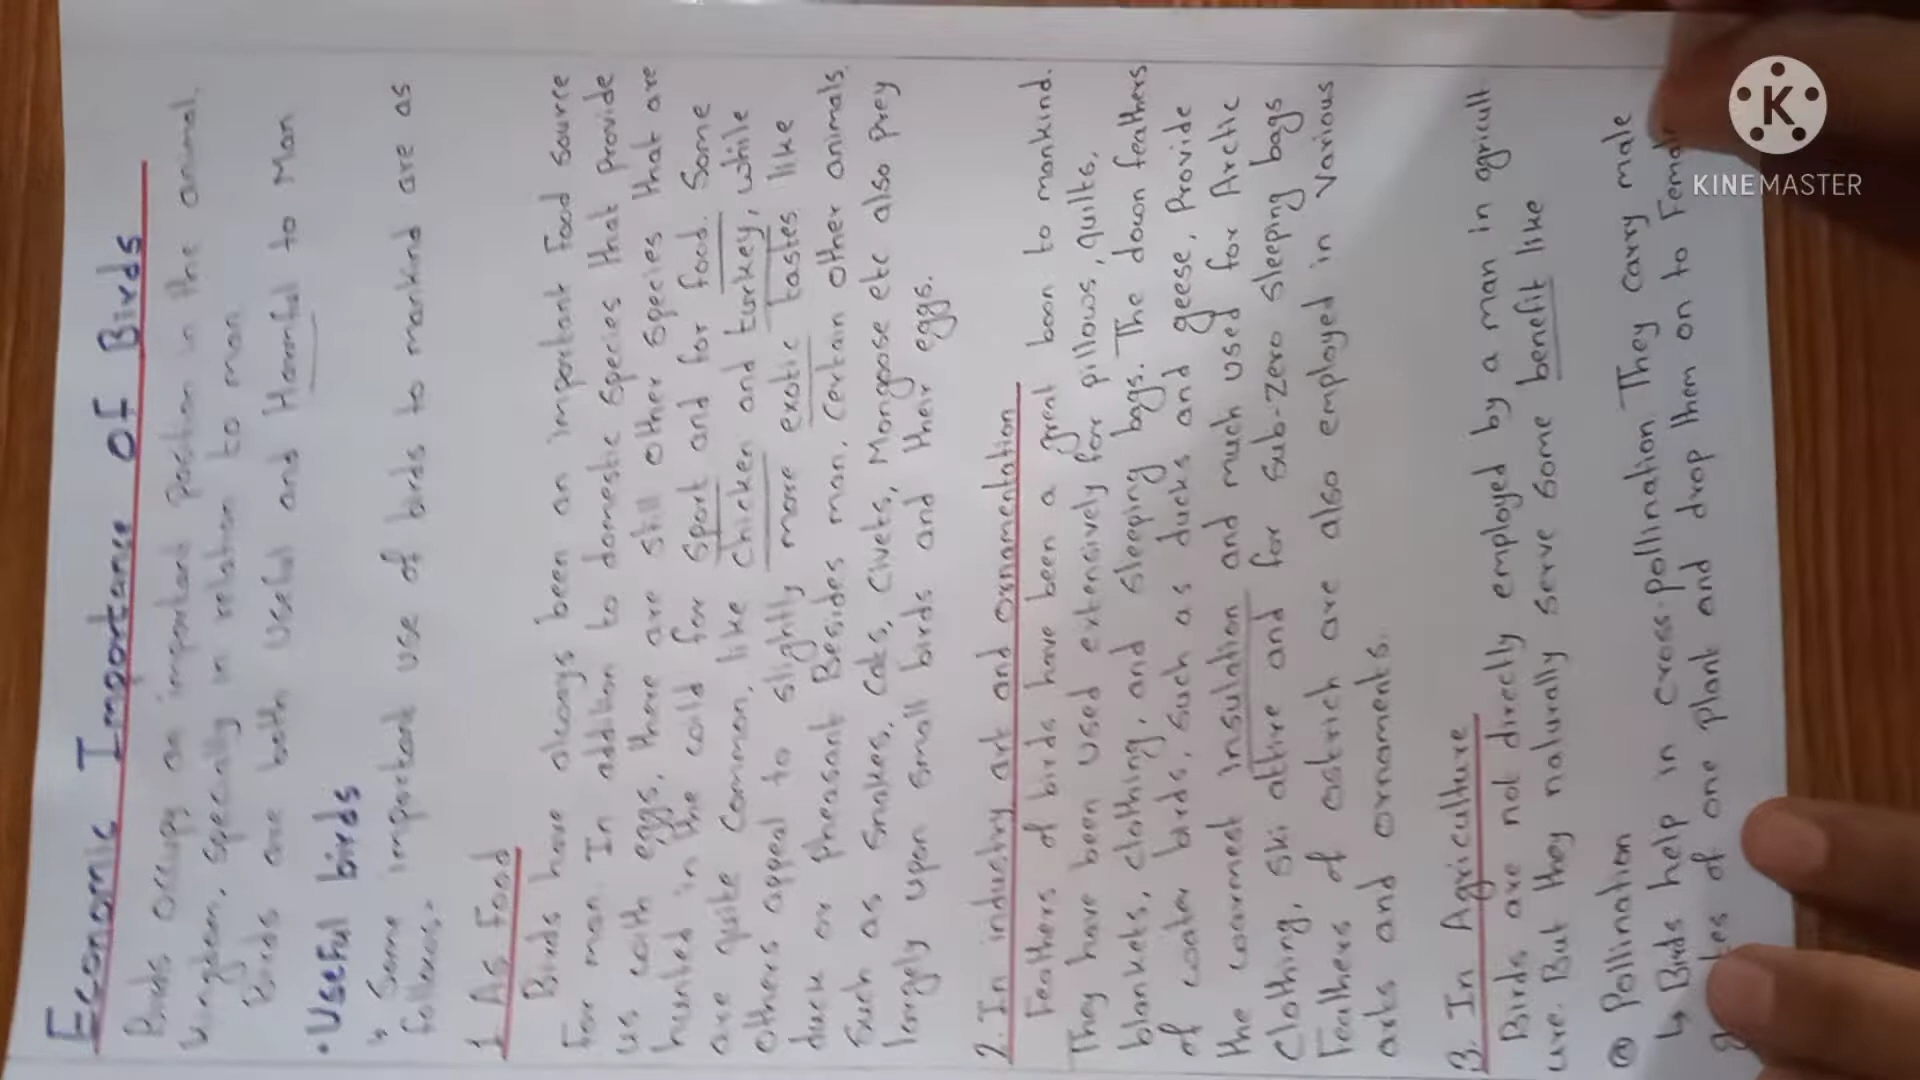 Economic Importance of Birds
Birds occupy an important position in the animal
kingdom, specially in relation to man
Birds are both useful and Harmful to Man
• Useful birds
↳ Some important use of birds to mankind are as
follows:-
1. As Food
Birds have always been an important food source
for man. In addition to domestic species that provide
us with eggs, there are still other species that are
hunted in the wild for sport and for food. Some
are quite common, like chicken and turkey, while
others appeal to slightly more exotic tastes like
duck or pheasant. Besides man, certain other animals
such as snakes, cats, civets, Mongoose etc also prey
largely upon small birds and their eggs.
2. In industry art and ornamentation
Feathers of birds have been a great boon to mankind.
They have been used extensively for pillows, quilts,
blankets, clothing, and sleeping bags. The down feathers
of water birds, such as ducks and geese, Provide
the warmest insulation and much used for Arctic
Clothing, ski attire and for sub-zero sleeping bags
Feathers of ostrich are also employed in various
arts and ornaments.
3. In Agriculture
Birds are not directly employed by a man in agricult
ure. But they naturally serve some benefit like
ⓐ Pollination
↳ Birds help in cross-pollination They carry male
of one plant and drop them on to Female
KINEMASTER